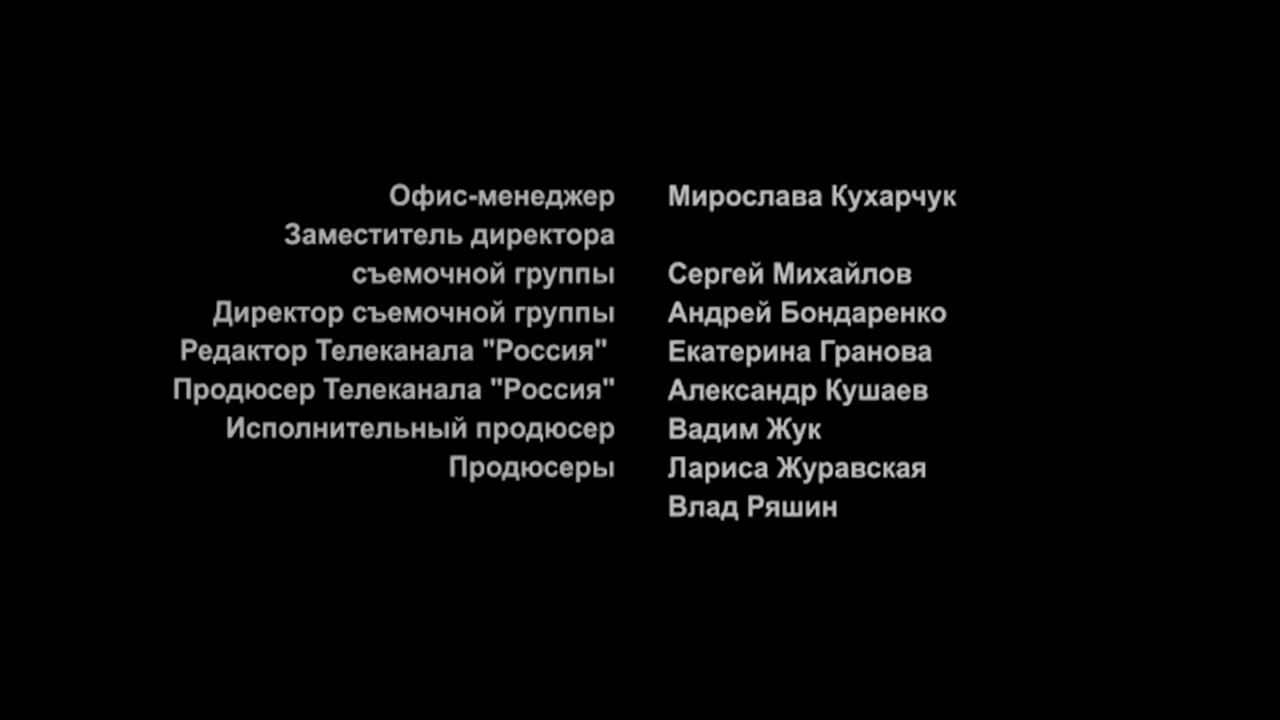 Офис-менеджер Мирослава Кухарчук
Заместитель директора
съемочной группы Сергей Михайлов
Директор съемочной группы Андрей Бондаренко
Редактор Телеканала "Россия" Екатерина Гранова
Продюсер Телеканала "Россия" Александр Кушаев
Исполнительный продюсер Вадим Жук
Продюсеры Лариса Журавская
Влад Ряшин